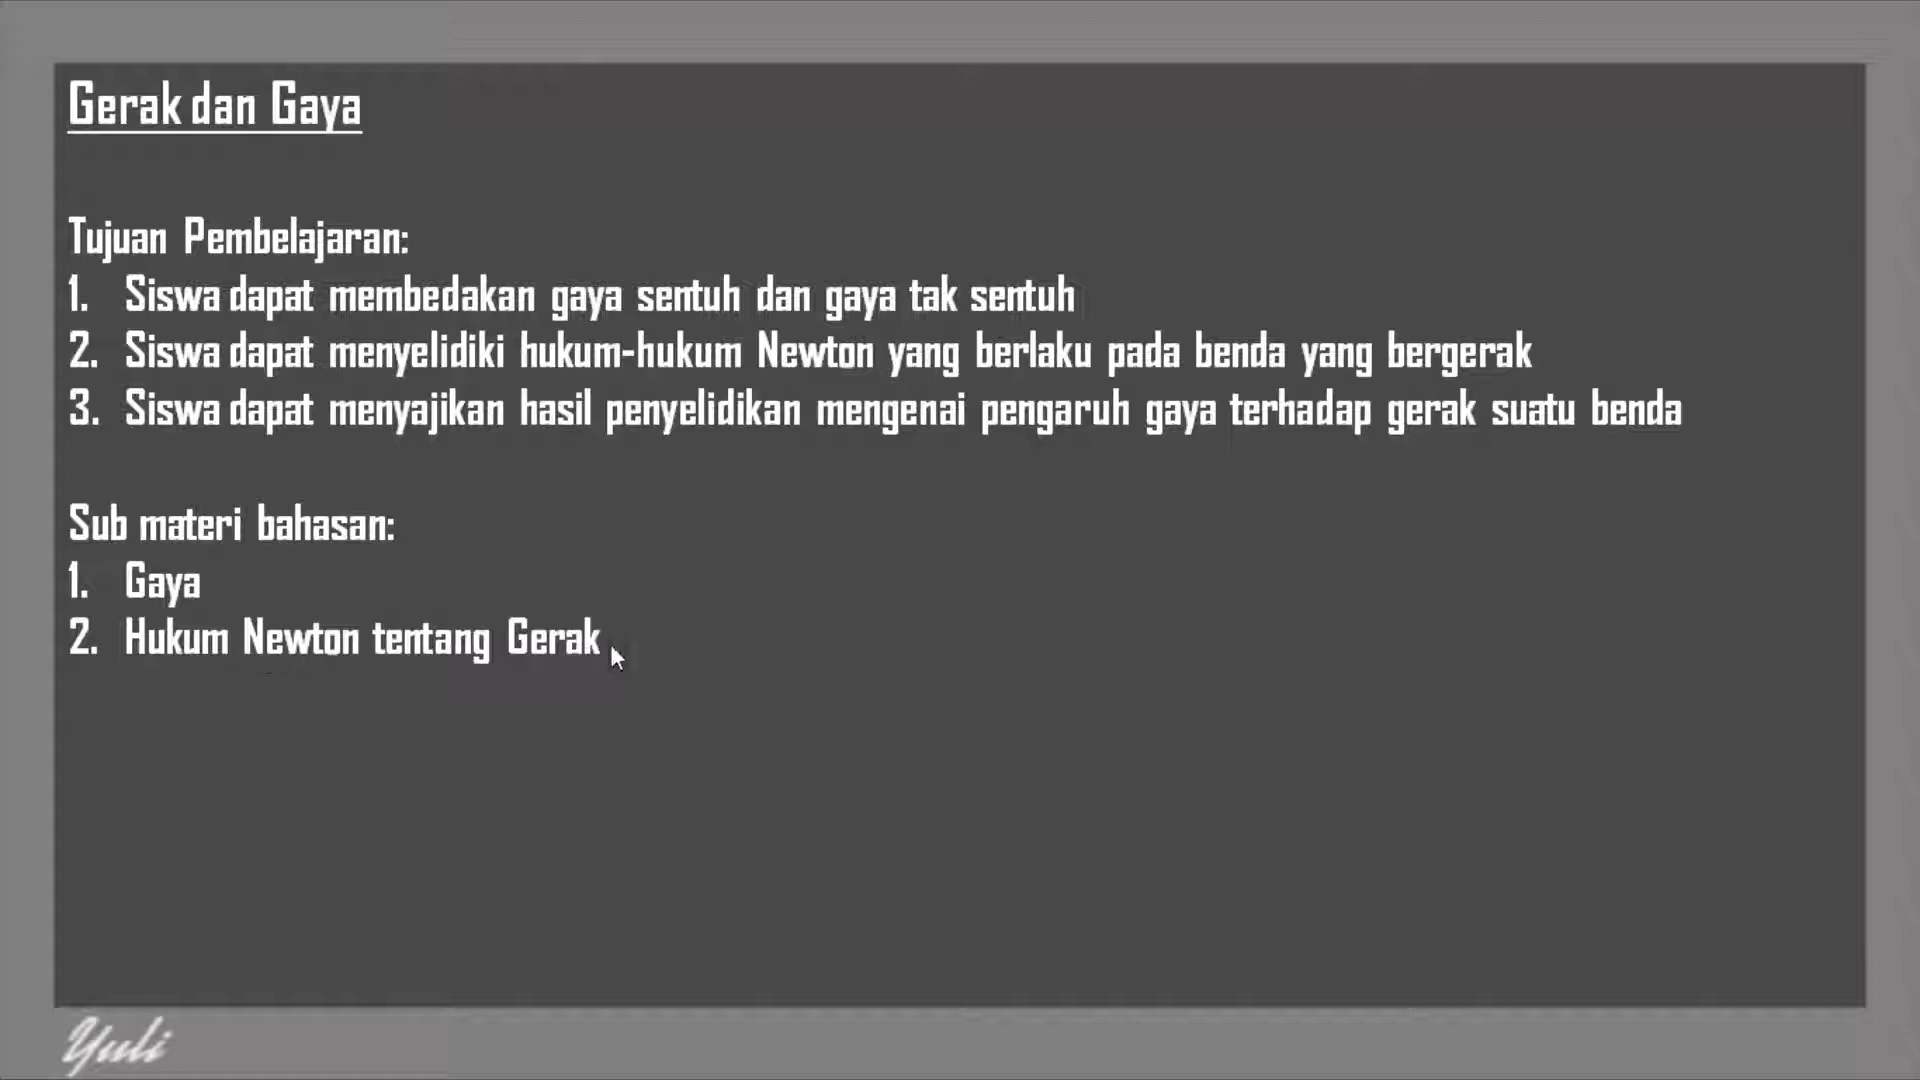 Gerak dan Gaya
Tujuan Pembelajaran:
1. Siswa dapat membedakan gaya sentuh dan gaya tak sentuh
2. Siswa dapat menyelidiki hukum-hukum Newton yang berlaku pada benda yang bergerak
3. Siswa dapat menyajikan hasil penyelidikan mengenai pengaruh gaya terhadap gerak suatu benda
Sub materi bahasan:
1. Gaya
2. Hukum Newton tentang Gerak
Yuli